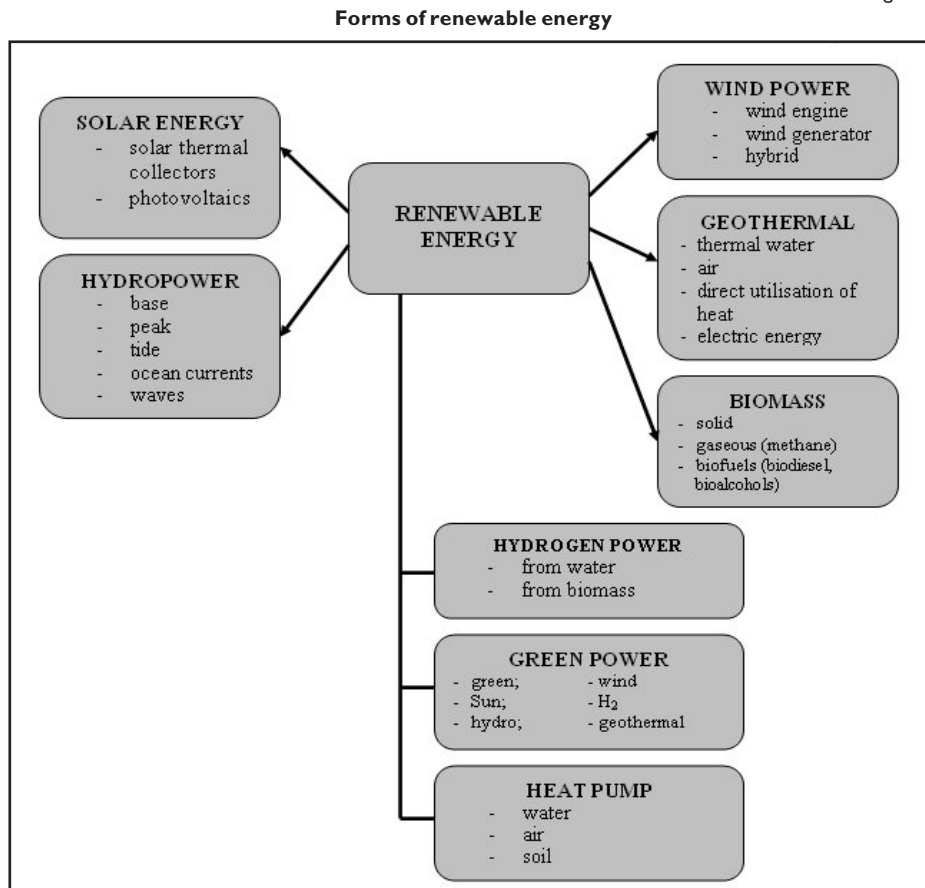 Forms of renewable energy
SOLAR ENERGY
- solar thermal
collectors
- photovoltaics
HYDROPOWER
- base
- peak
- tide
- ocean currents
- waves
RENEWABLE
ENERGY
WIND POWER
- wind engine
- wind generator
- hybrid
GEOTHERMAL
- thermal water
- air
- direct utilisation of
heat
- electric energy
BIOMASS
- solid
- gaseous (methane)
- biofuels (biodiesel,
bioalcohols)
HYDROGEN POWER
- from water
- from biomass
GREEN POWER
- green; - wind
- Sun; - H₂
- hydro; - geothermal
HEAT PUMP
- water
- air
- soil